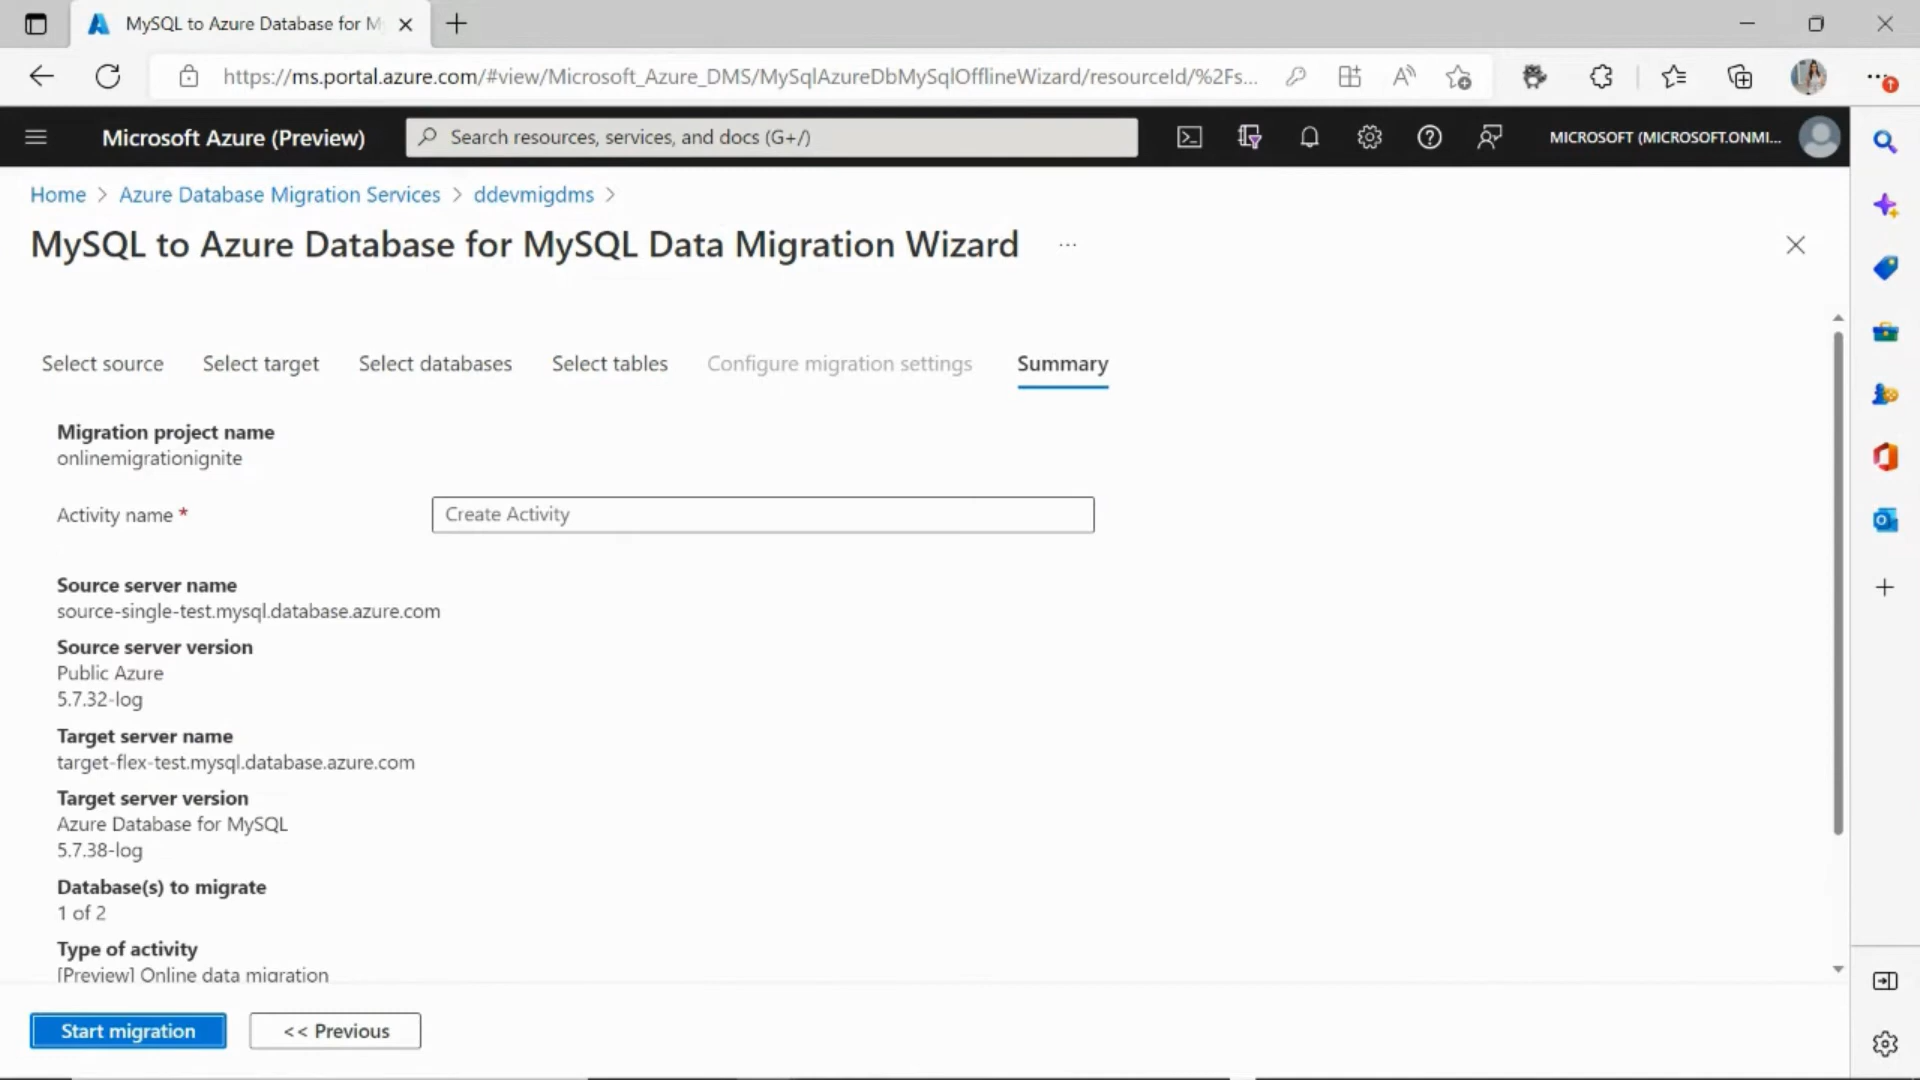 MySQL to Azure Database for M
https://ms.portal.azure.com/#view/Microsoft_Azure_DMS/MySqlAzureDbMySqlOfflineWizard/resourceId/%2Fs...
Microsoft Azure (Preview)
Search resources, services, and docs (G+/)
MICROSOFT (MICROSOFT.ONMI...
Home > Azure Database Migration Services > ddevmigdms >
MySQL to Azure Database for MySQL Data Migration Wizard ...
Select source Select target Select databases Select tables Configure migration settings Summary
Migration project name
onlinemigrationignite
Activity name * Create Activity
Source server name
source-single-test.mysql.database.azure.com
Source server version
Public Azure
5.7.32-log
Target server name
target-flex-test.mysql.database.azure.com
Target server version
Azure Database for MySQL
5.7.38-log
Database(s) to migrate
1 of 2
Type of activity
[Preview] Online data migration
Start migration << Previous